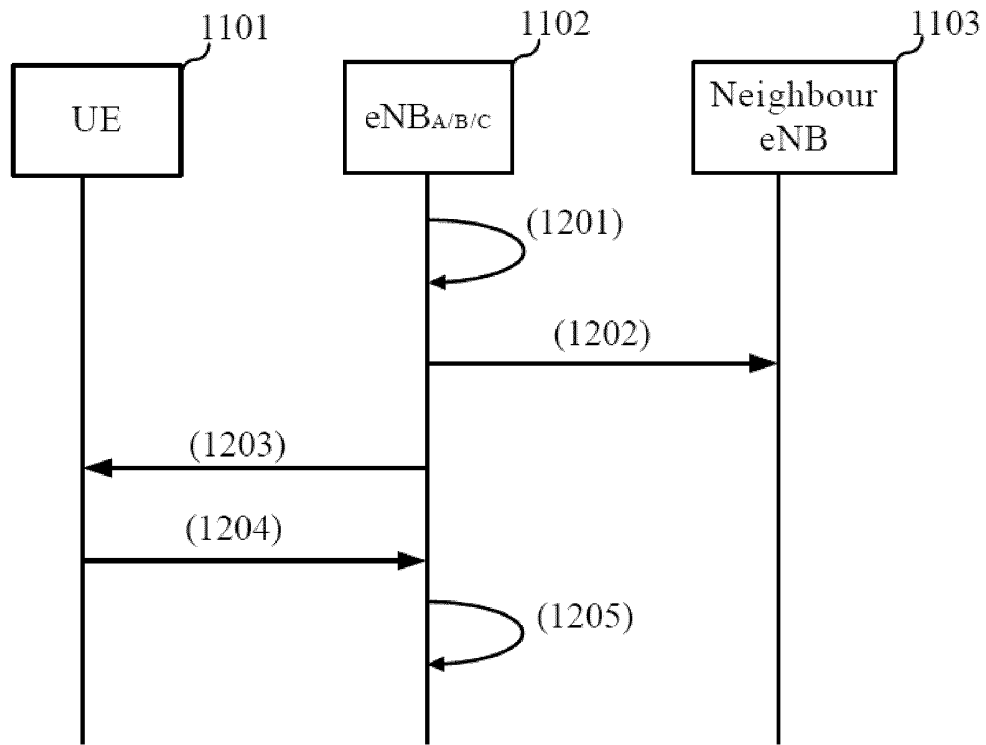 1101
1102
1103
UE
eNBA/B/C
Neighbour
eNB
(1201)
(1202)
(1203)
(1204)
(1205)